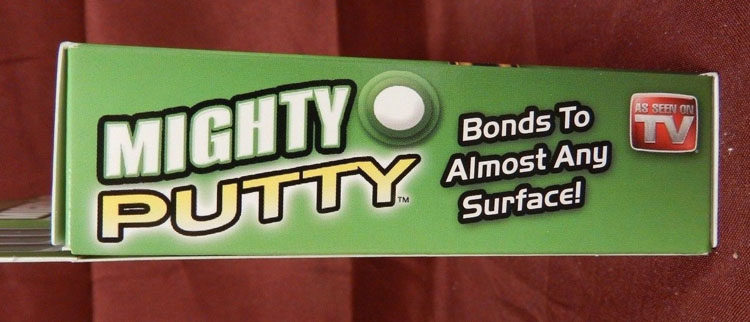 MIGHTY
PUTTY™
Bonds To
Almost Any
Surface!
AS SEEN ON
TV